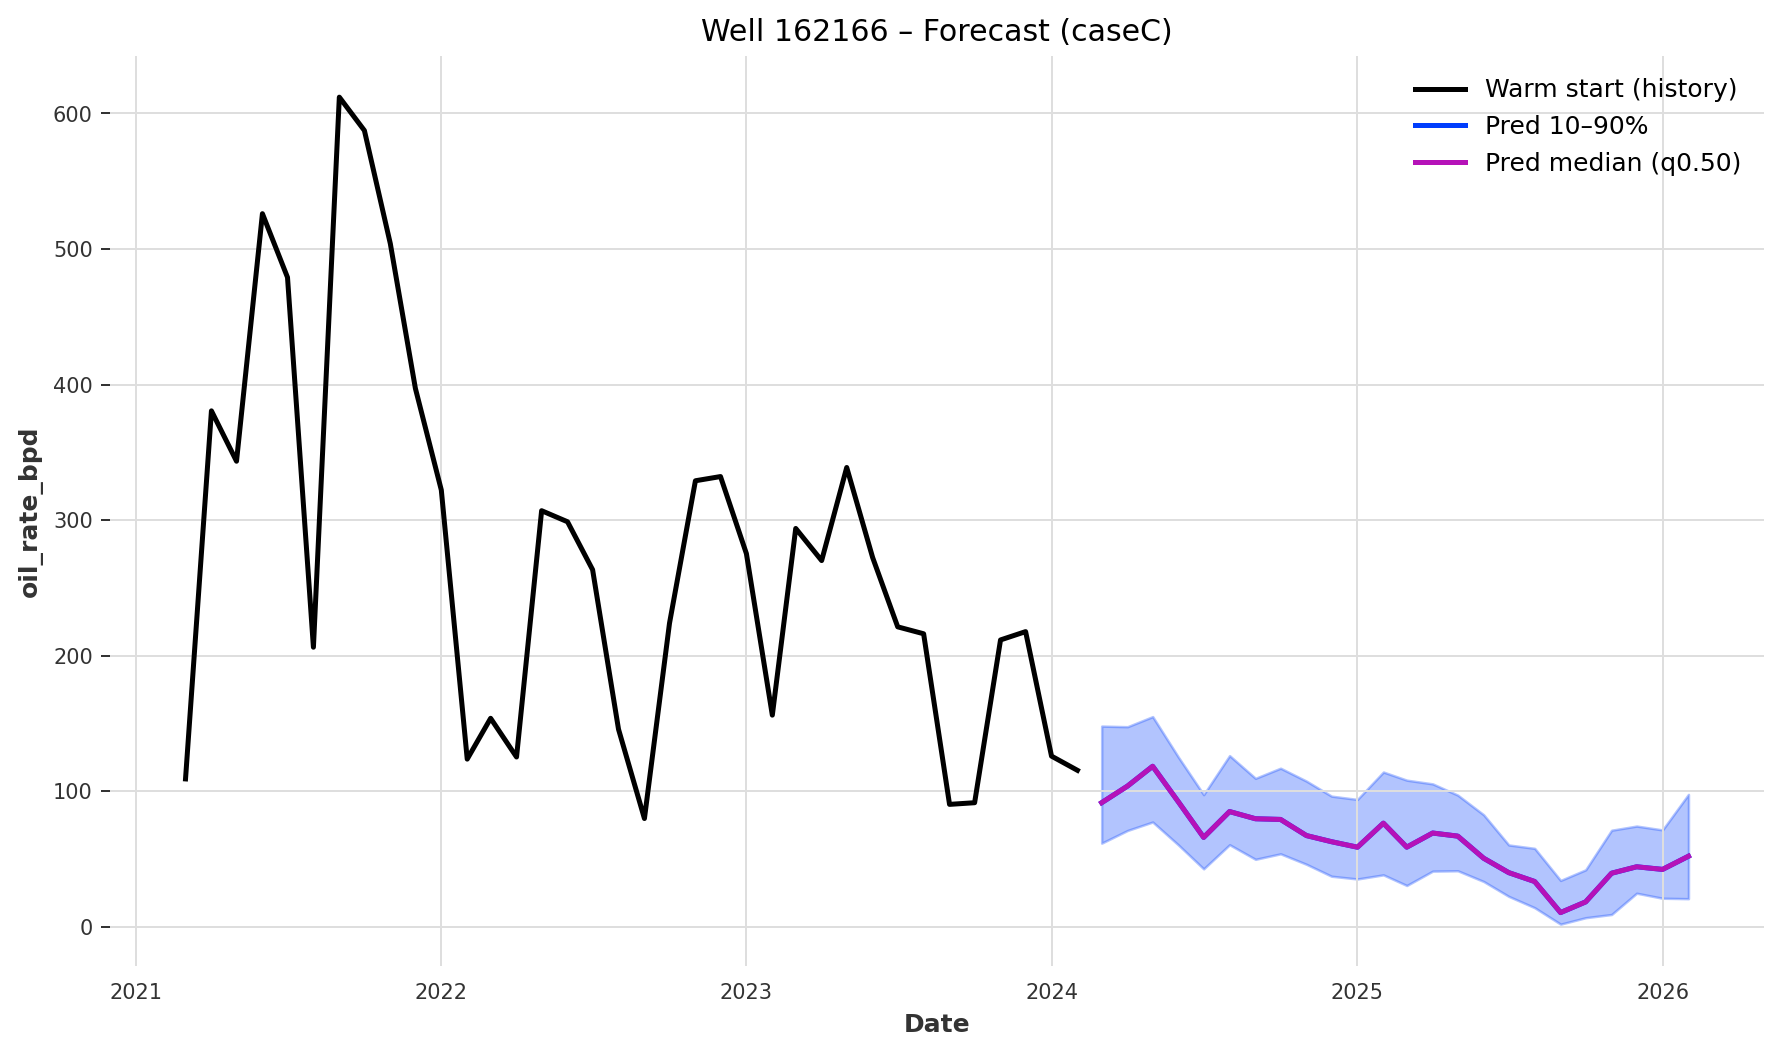 Well 162166 – Forecast (caseC)
Warm start (history)
Pred 10–90%
Pred median (q0.50)
oil_rate_bpd
600
500
400
300
200
100
0
2021
2022
2023
2024
2025
2026
Date